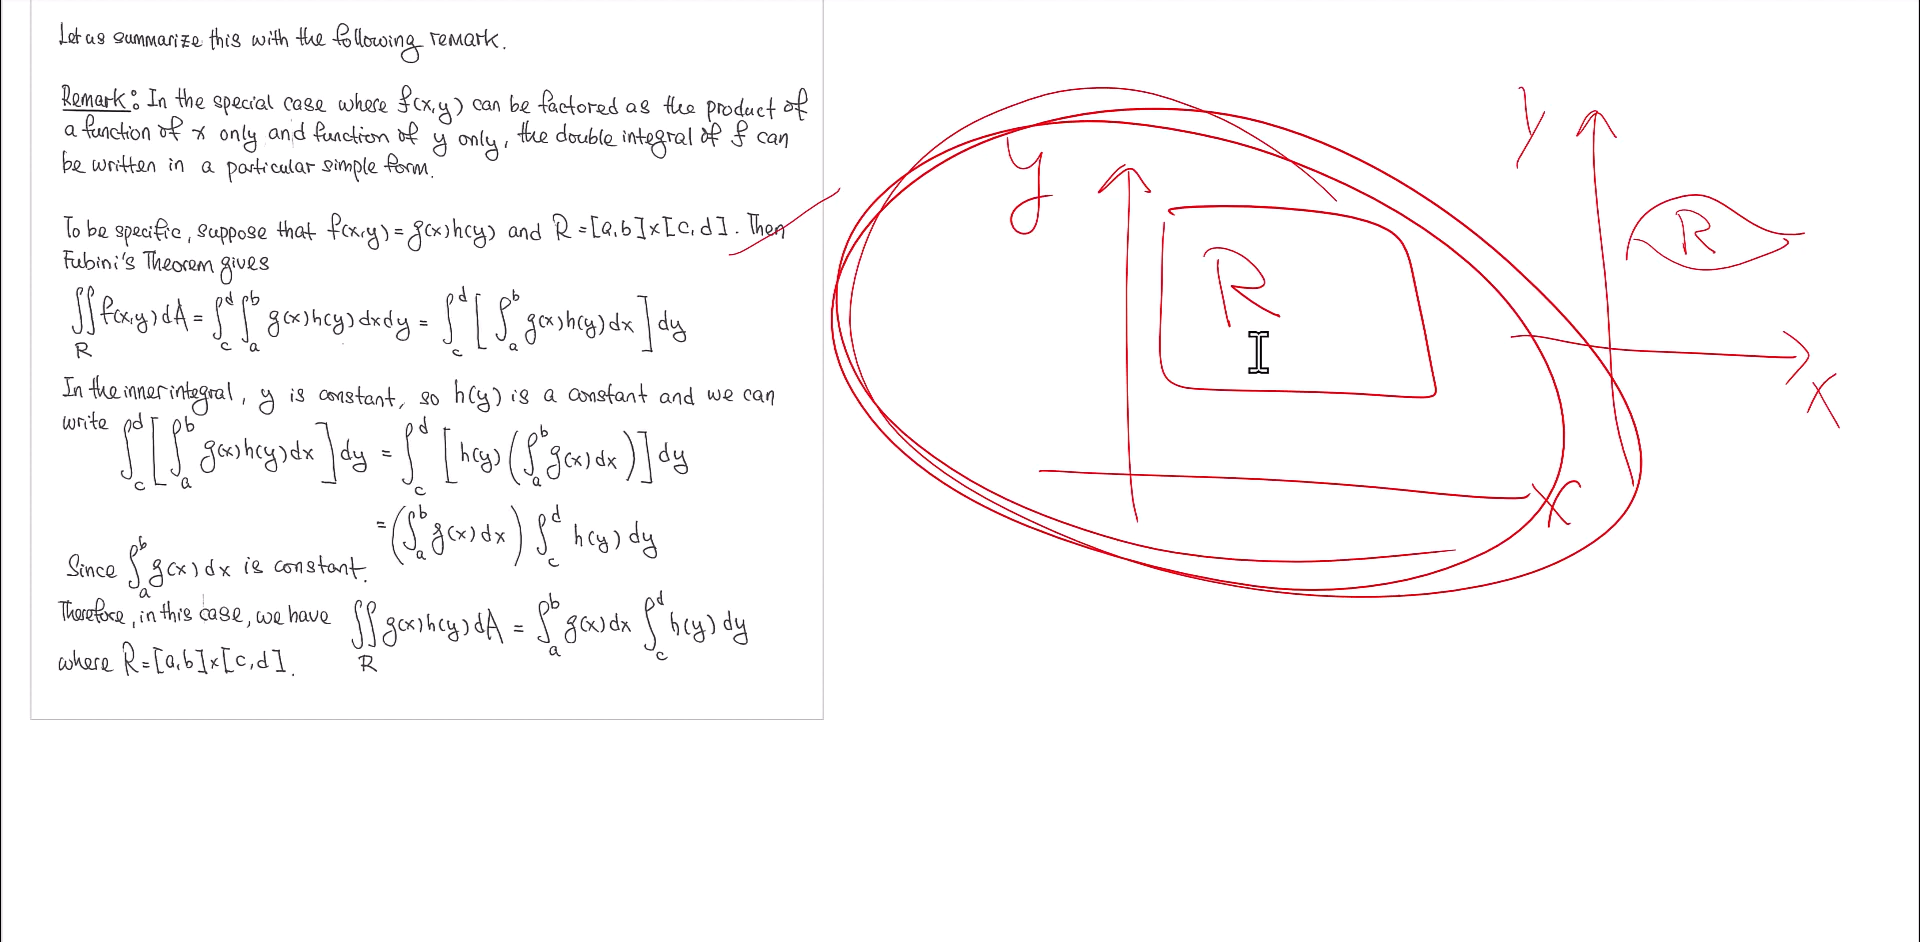 Let us summarize this with the following remark.
Remark: In the special case where f(x,y) can be factored as the product of
a function of x only and function of y only, the double integral of f can
be written in a particular simple form.
To be specific, suppose that f(x,y) = g(x)h(y) and R = [a,b]×[c,d]. Then
Fubini's Theorem gives
∬_R f(x,y)dA = ∫_c^d ∫_a^b g(x)h(y)dxdy = ∫_c^d [∫_a^b g(x)h(y)dx] dy
In the inner integral, y is constant, so h(y) is a constant and we can
write ∫_c^d [∫_a^b g(x)h(y)dx] dy = ∫_c^d [h(y) (∫_a^b g(x)dx)] dy
= (∫_a^b g(x)dx) ∫_c^d h(y) dy
Since ∫_a^b g(x)dx is constant.
Therefore, in this case, we have ∬_R g(x)h(y)dA = ∫_a^b g(x)dx ∫_c^d h(y) dy
where R = [a,b]×[c,d].
y
R
x
y
R
x